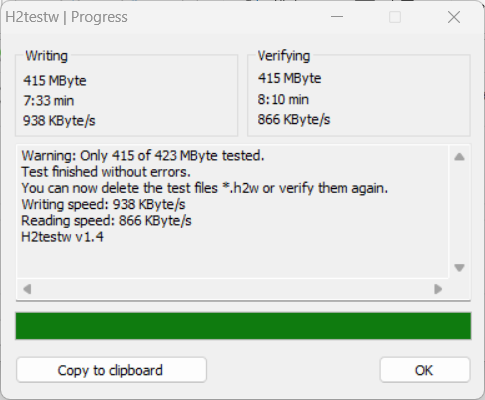 H2testw | Progress
Writing
415 MByte
7:33 min
938 KByte/s
Verifying
415 MByte
8:10 min
866 KByte/s
Warning: Only 415 of 423 MByte tested.
Test finished without errors.
You can now delete the test files *.h2w or verify them again.
Writing speed: 938 KByte/s
Reading speed: 866 KByte/s
H2testw v1.4
Copy to clipboard
OK